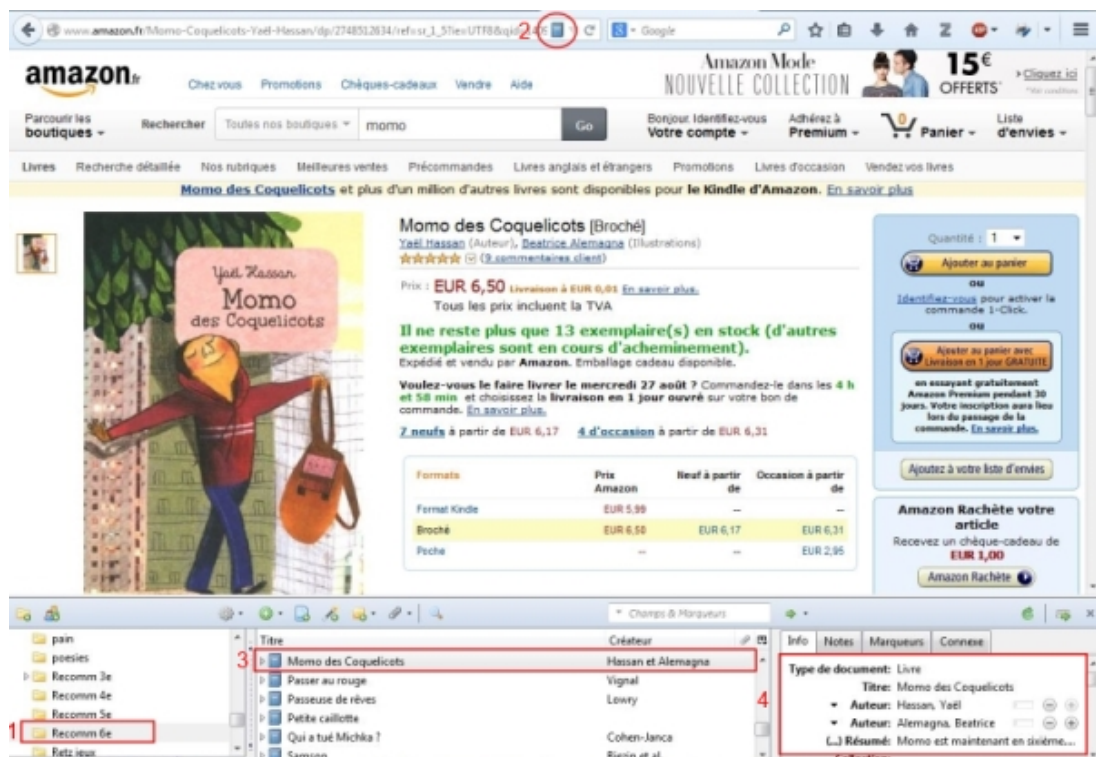 www.amazon.fr/Momo-Coquelicots-Yaël-Hassan/dp/2748512634/ref=sr_1_5?ie=UTF8&qid
2
Google
amazon.fr
Chez vous Promotions Chèques-cadeaux Vendre Aide
Amazon Mode
NOUVELLE COLLECTION
15€
OFFERTS*
Cliquez ici
*Voir conditions
Parcourir les
boutiques
Rechercher
Toutes nos boutiques
momo
Go
Bonjour. Identifiez-vous
Votre compte
Adhérez à
Premium
0
Panier
Liste
d'envies
Livres Recherche détaillée Nos rubriques Meilleures ventes Précommandes Livres anglais et étrangers Promotions Livres d'occasion Vendez vos livres
Momo des Coquelicots et plus d'un million d'autres livres sont disponibles pour le Kindle d'Amazon. En savoir plus
Yaël Hassan
Momo
des Coquelicots
Momo des Coquelicots [Broché]
Yaël Hassan (Auteur), Beatrice Alemagna (Illustrations)
(9 commentaires client)
Prix : EUR 6,50 Livraison à EUR 0,01 En savoir plus.
Tous les prix incluent la TVA
Il ne reste plus que 13 exemplaire(s) en stock (d'autres
exemplaires sont en cours d'acheminement).
Expédié et vendu par Amazon. Emballage cadeau disponible.
Voulez-vous le faire livrer le mercredi 27 août ? Commandez-le dans les 4 h
et 58 min et choisissez la livraison en 1 jour ouvré sur votre bon de
commande. En savoir plus.
7 neufs à partir de EUR 6,17 4 d'occasion à partir de EUR 6,31
Formats Prix Amazon Neuf à partir de Occasion à partir de
Format Kindle EUR 5,99 -- --
Broché EUR 6,50 EUR 6,17 EUR 6,31
Poche -- -- EUR 2,95
Quantité : 1
Ajouter au panier
ou
Identifiez-vous pour activer la
commande 1-Click.
ou
Ajouter au panier avec
Livraison en 1 jour GRATUITE
en essayant gratuitement
Amazon Premium pendant 30
jours. Votre inscription aura lieu
lors du passage de la
commande. En savoir plus.
Ajoutez à votre liste d'envies
Amazon Rachète votre
article
Recevez un chèque-cadeau de
EUR 1,00
Amazon Rachète
Champs & Marqueurs
pain
poesies
Recomm 3e
Recomm 4e
Recomm 5e
1 Recomm 6e
Retz jeux
Titre Créateur
3 Momo des Coquelicots Hassan et Alemagna
Passer au rouge Vignal
Passeuse de rêves Lowry
Petite caillotte
Qui a tué Michka ? Cohen-Janca
Samson
Info Notes Marqueurs Connexe
4
Type de document: Livre
Titre: Momo des Coquelicots
Auteur: Hassan, Yaël
Auteur: Alemagna, Beatrice
(...) Résumé: Momo est maintenant en sixième,...